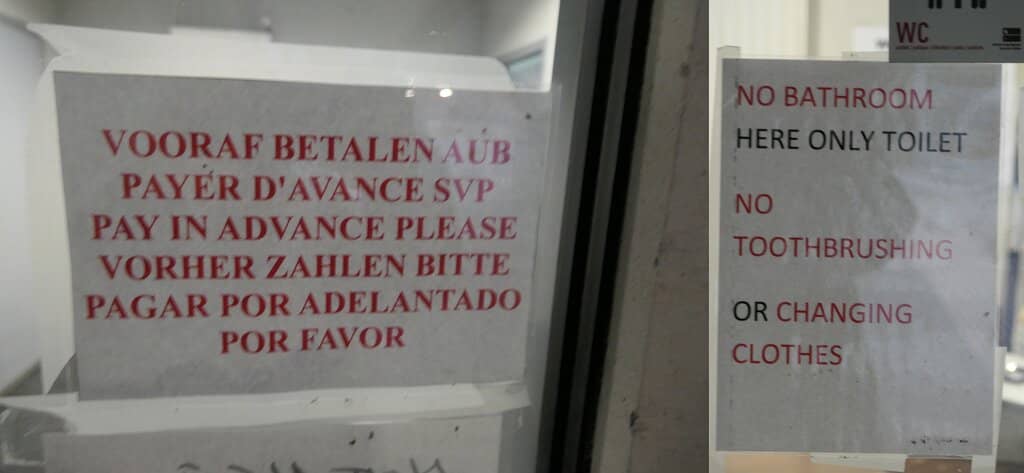 VOORAF BETALEN AUB
PAYER D'AVANCE SVP
PAY IN ADVANCE PLEASE
VORHER ZAHLEN BITTE
PAGAR POR ADELANTADO
POR FAVOR
WC
NO BATHROOM
HERE ONLY TOILET
NO
TOOTHBRUSHING
OR CHANGING
CLOTHES